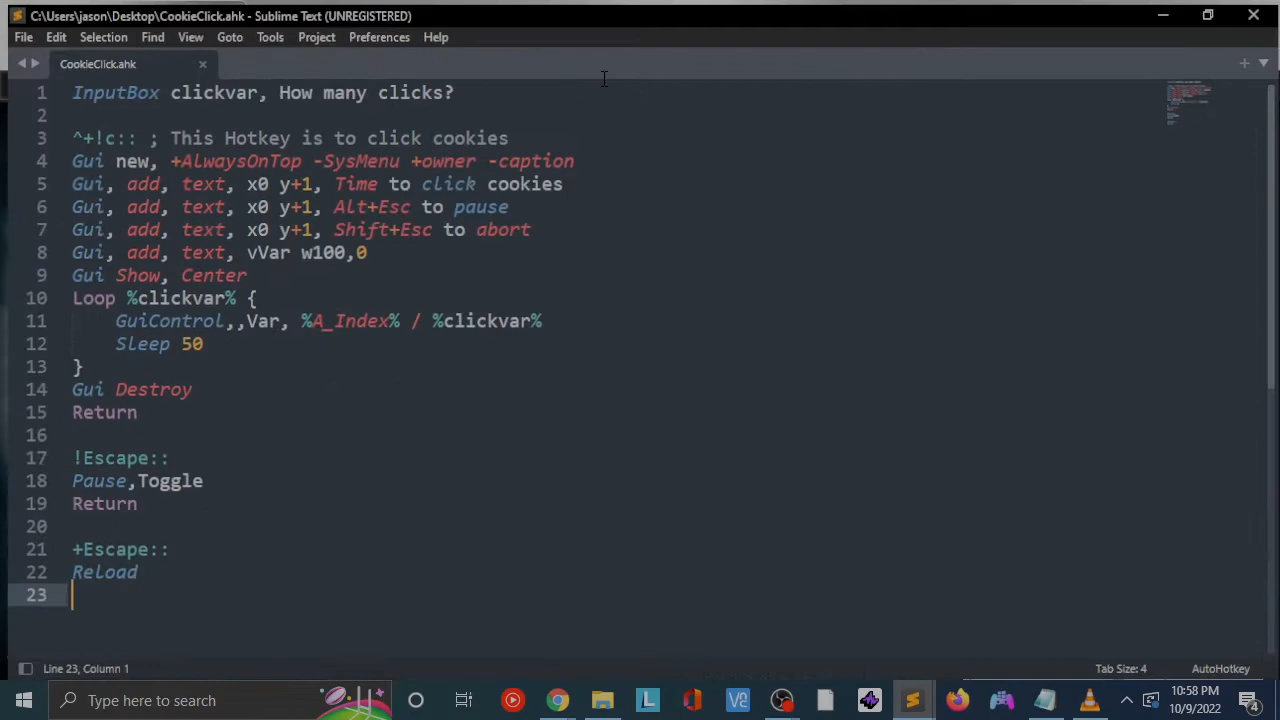 C:\Users\jason\Desktop\CookieClick.ahk - Sublime Text (UNREGISTERED)
File Edit Selection Find View Goto Tools Project Preferences Help
CookieClick.ahk
1 InputBox clickvar, How many clicks?
2
3 ^+!c:: ; This Hotkey is to click cookies
4 Gui new, +AlwaysOnTop -SysMenu +owner -caption
5 Gui, add, text, x0 y+1, Time to click cookies
6 Gui, add, text, x0 y+1, Alt+Esc to pause
7 Gui, add, text, x0 y+1, Shift+Esc to abort
8 Gui, add, text, vVar w100,0
9 Gui Show, Center
10 Loop %clickvar% {
11 GuiControl,,Var, %A_Index% / %clickvar%
12 Sleep 50
13 }
14 Gui Destroy
15 Return
16
17 !Escape::
18 Pause,Toggle
19 Return
20
21 +Escape::
22 Reload
23
Line 23, Column 1 Tab Size: 4 AutoHotkey
Type here to search
10:58 PM
10/9/2022
4